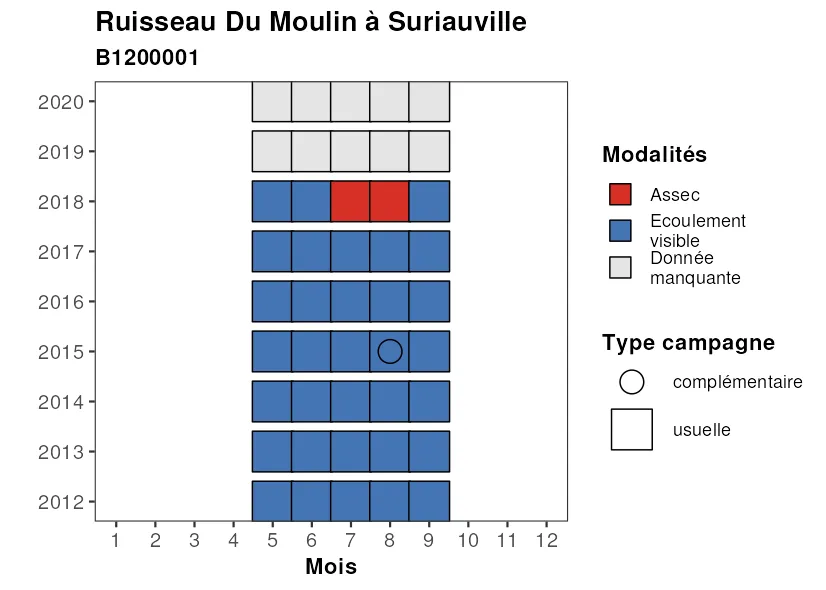 Ruisseau Du Moulin à Suriauville
B1200001
2020
2019
2018
2017
2016
2015
2014
2013
2012
1 2 3 4 5 6 7 8 9 10 11 12
Mois
Modalités
Assec
Ecoulement
visible
Donnée
manquante
Type campagne
complémentaire
usuelle